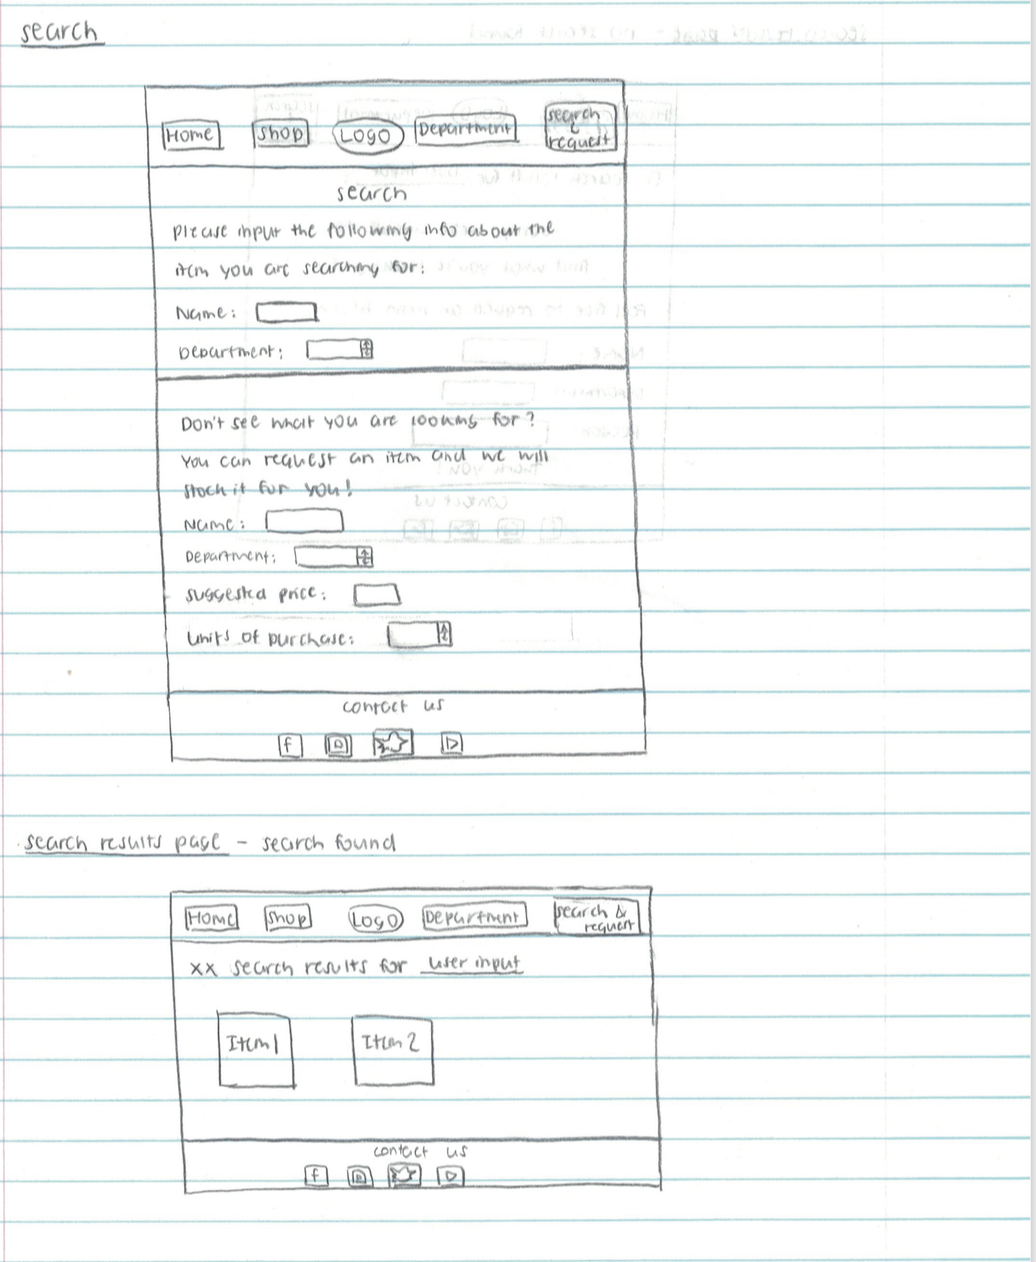 search
Home Shop LOGO Department search & request
search
please input the following info about the
item you are searching for:
Name:
Department:
Don't see what you are looking for?
You can request an item and we will
stock it for you!
Name:
Department:
suggested price:
units of purchase:
contact us
f
search results page - search found
Home Shop LOGO Department search & request
xx search results for user input
Item 1 Item 2
contact us
f